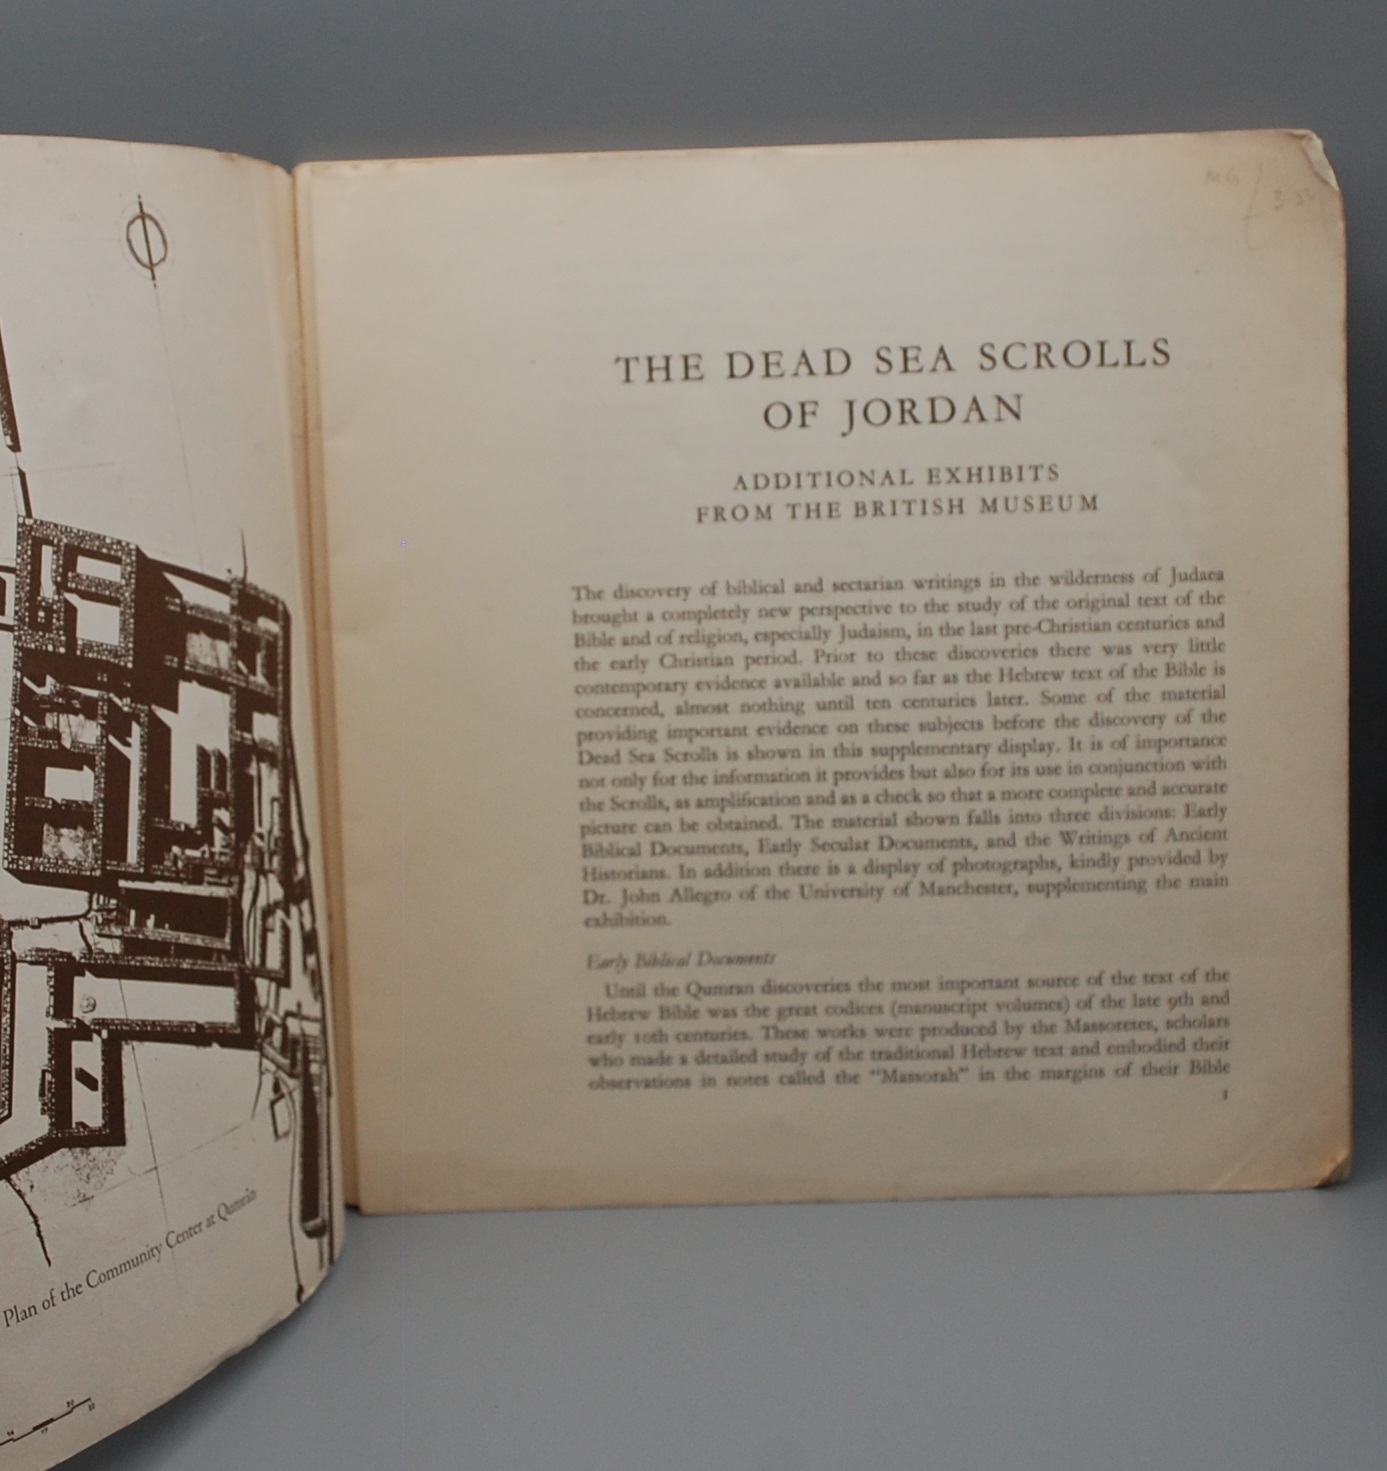 Plan of the Community Center at Qumrân
THE DEAD SEA SCROLLS
OF JORDAN
ADDITIONAL EXHIBITS
FROM THE BRITISH MUSEUM
The discovery of biblical and sectarian writings in the wilderness of Judaea
brought a completely new perspective to the study of the original text of the
Bible and of religion, especially Judaism, in the last pre-Christian centuries and
the early Christian period. Prior to these discoveries there was very little
contemporary evidence available and so far as the Hebrew text of the Bible is
concerned, almost nothing until ten centuries later. Some of the material
providing important evidence on these subjects before the discovery of the
Dead Sea Scrolls is shown in this supplementary display. It is of importance
not only for the information it provides but also for its use in conjunction with
the Scrolls, as amplification and as a check so that a more complete and accurate
picture can be obtained. The material shown falls into three divisions: Early
Biblical Documents, Early Secular Documents, and the Writings of Ancient
Historians. In addition there is a display of photographs, kindly provided by
Dr. John Allegro of the University of Manchester, supplementing the main
exhibition.
Early Biblical Documents
Until the Qumran discoveries the most important source of the text of the
Hebrew Bible was the great codices (manuscript volumes) of the late 9th and
early 10th centuries. These works were produced by the Massoretes, scholars
who made a detailed study of the traditional Hebrew text and embodied their
observations in notes called the "Massorah" in the margins of their Bible
1